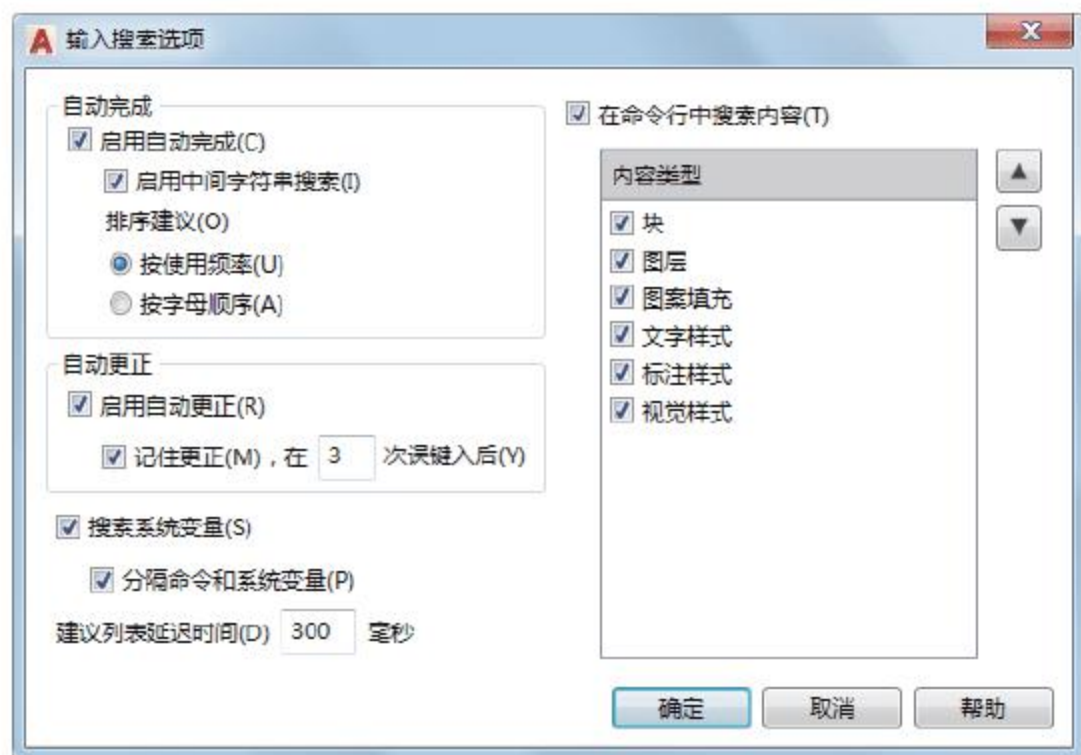 输入搜索选项
自动完成
启用自动完成(C)
启用中间字符串搜索(I)
排序建议(O)
按使用频率(U)
按字母顺序(A)
自动更正
启用自动更正(R)
记住更正(M)，在 3 次误键入后(Y)
搜索系统变量(S)
分隔命令和系统变量(P)
建议列表延迟时间(D) 300 毫秒
在命令行中搜索内容(T)
内容类型
块
图层
图案填充
文字样式
标注样式
视觉样式
确定 取消 帮助